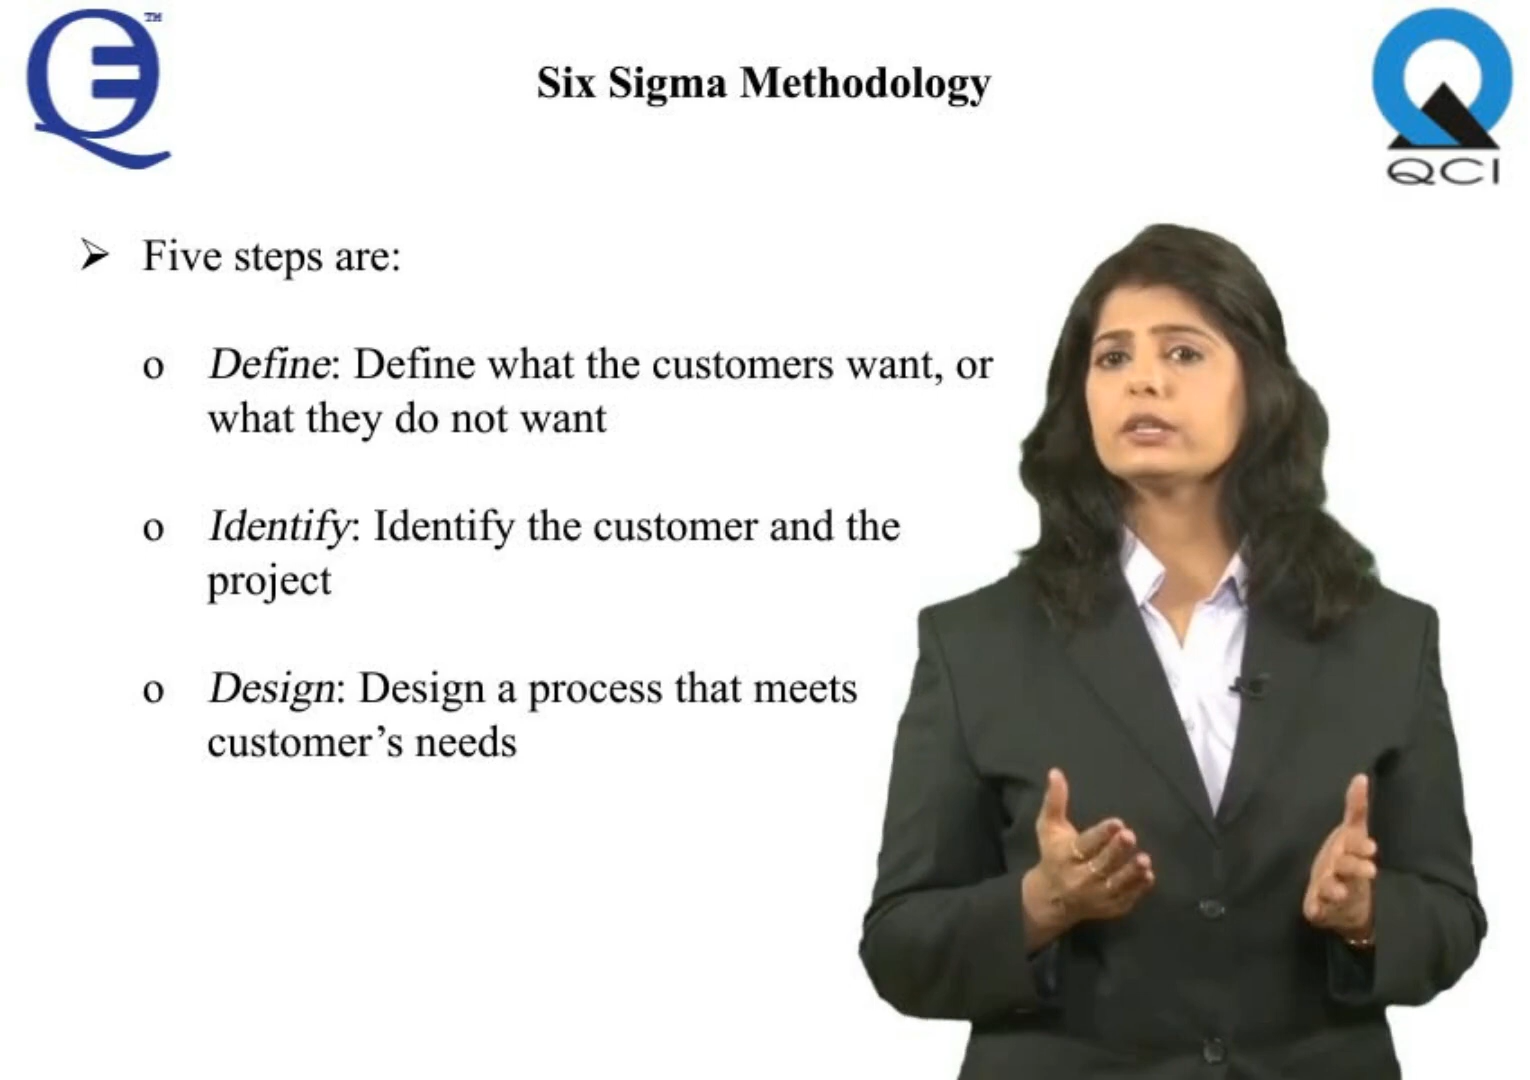 TM
Six Sigma Methodology
QCI
➢ Five steps are:
o Define: Define what the customers want, or
what they do not want
o Identify: Identify the customer and the
project
o Design: Design a process that meets
customer’s needs